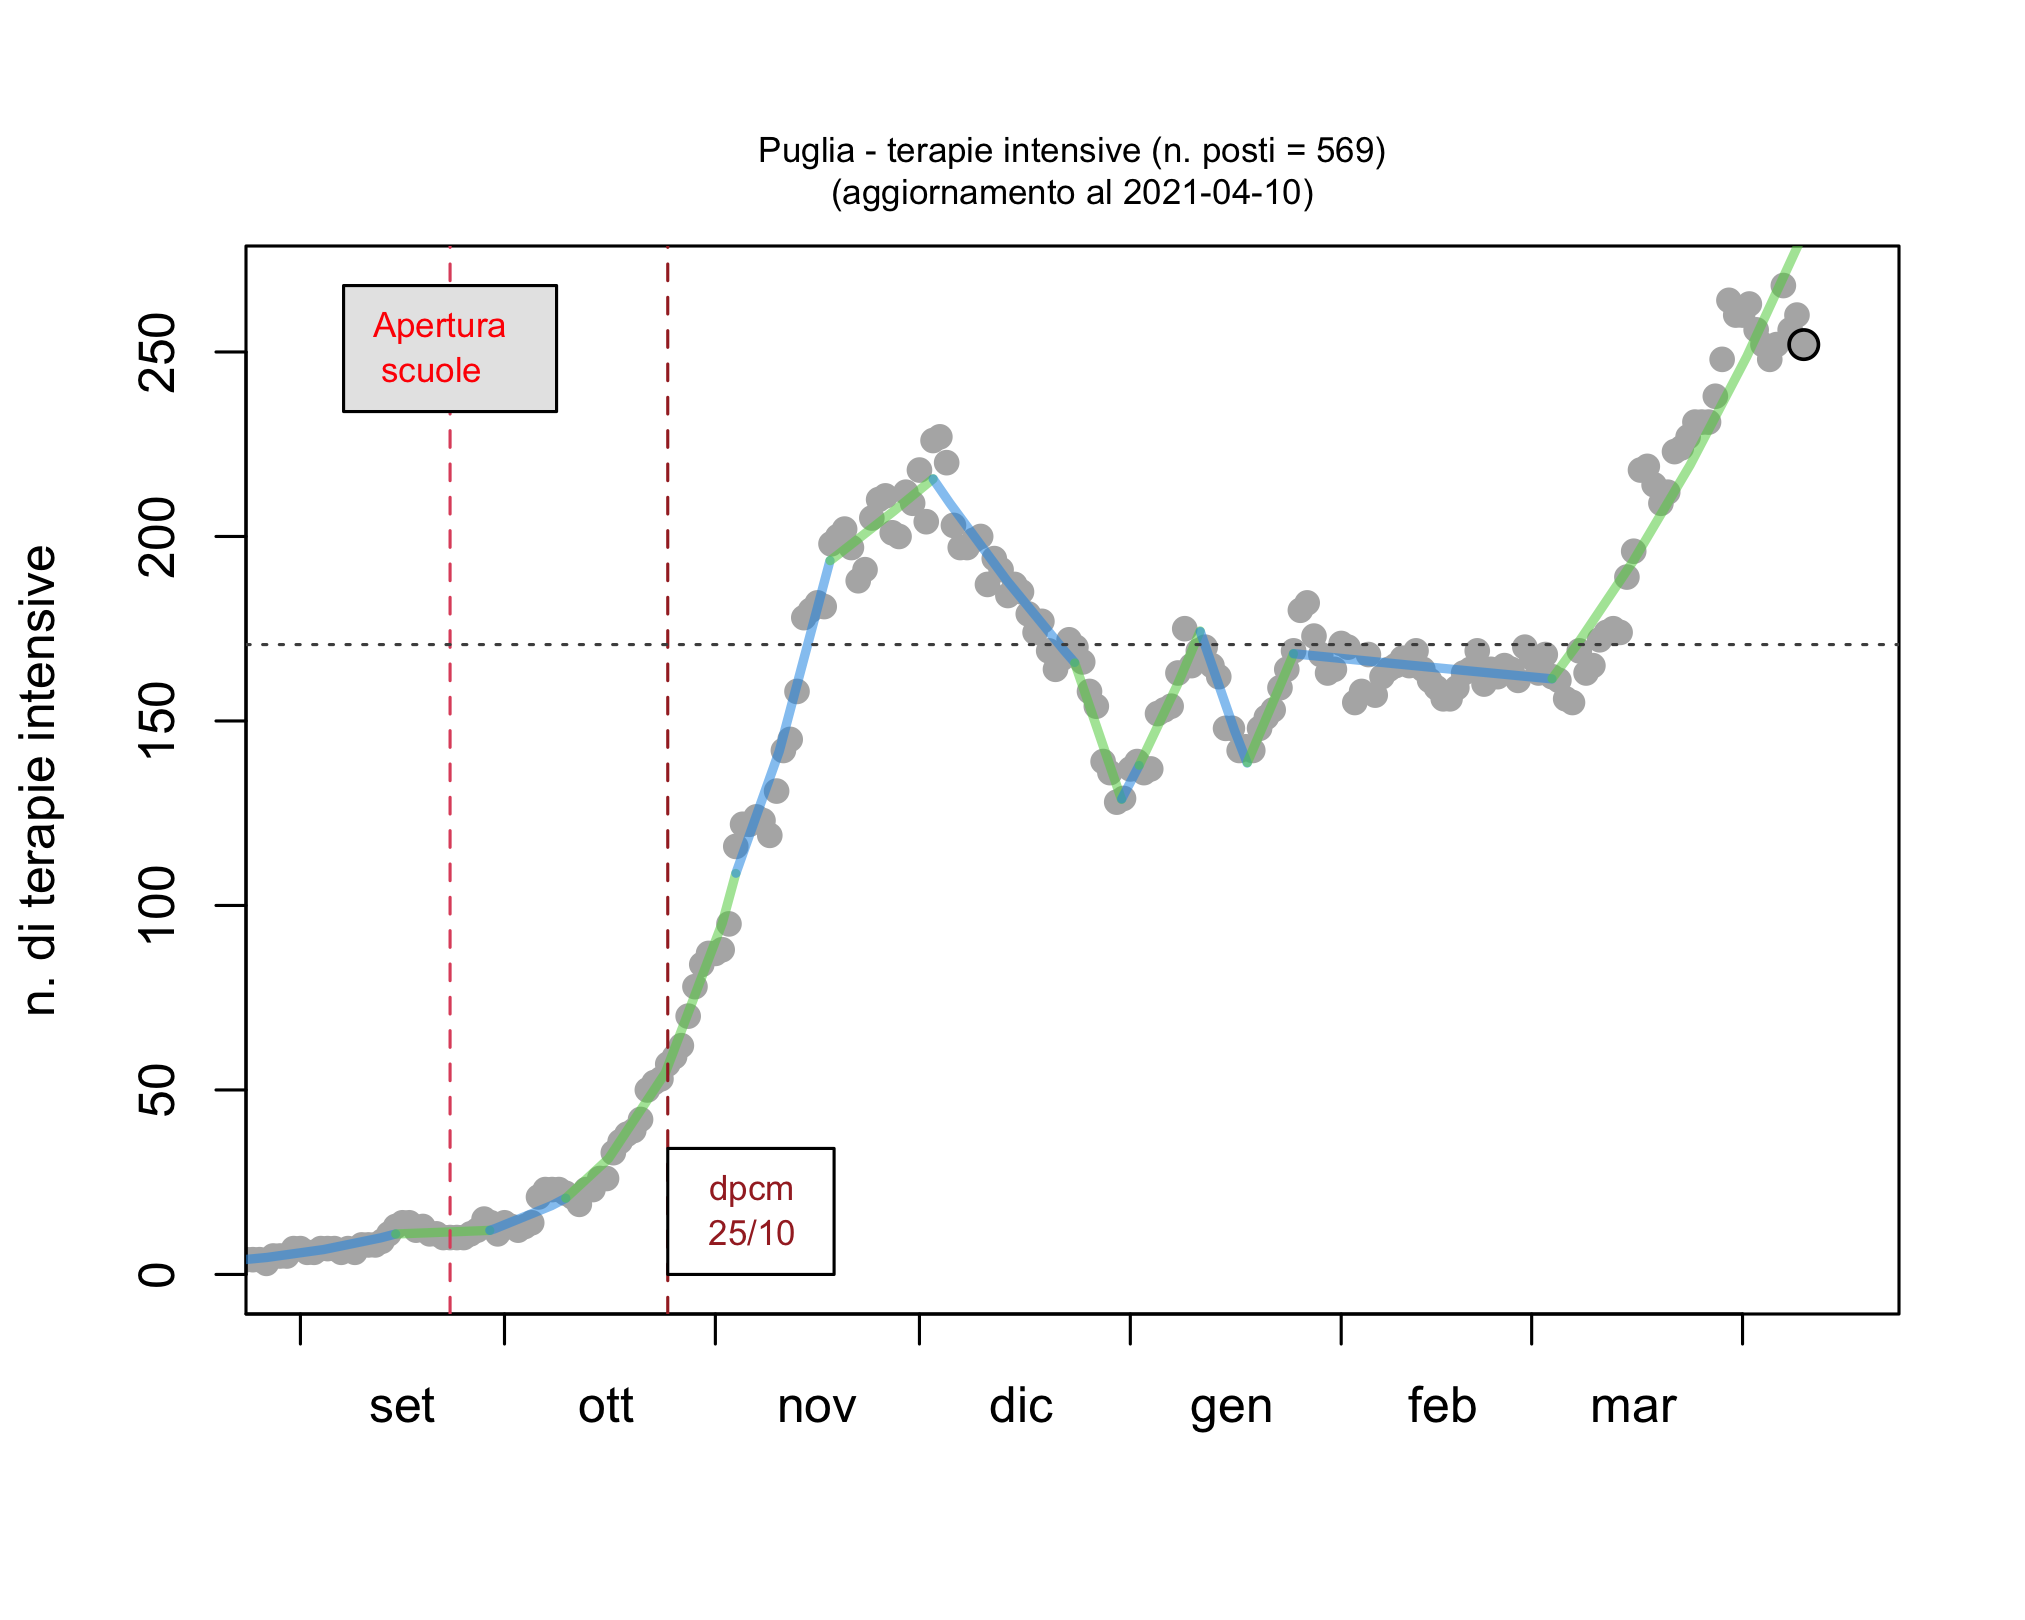 Puglia - terapie intensive (n. posti = 569)
(aggiornamento al 2021-04-10)
Apertura
scuole
dpcm
25/10
n. di terapie intensive
250
200
150
100
50
0
set ott nov dic gen feb mar